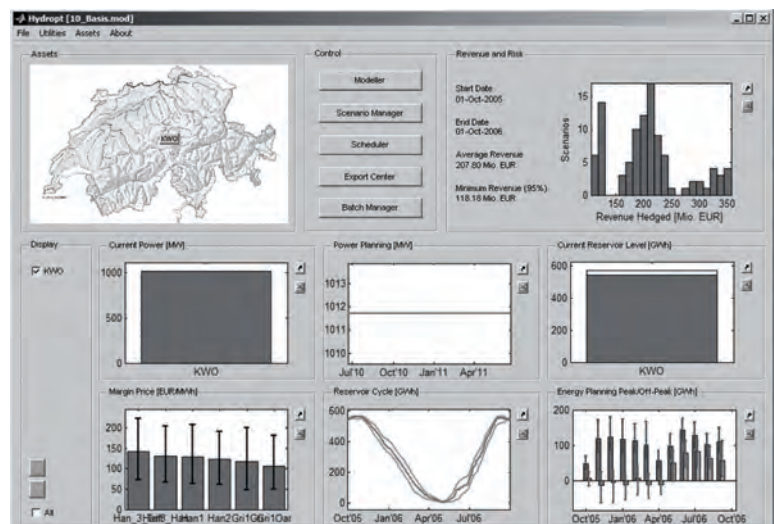 Hydropt [10_Basis.mod]
File Utilities Assets About
Assets
KWO
Control
Modeller
Scenario Manager
Scheduler
Export Center
Batch Manager
Revenue and Risk
Start Date
01-Oct-2005
End Date
01-Oct-2006
Average Revenue
207.80 Mio. EUR
Minimum Revenue (95%)
118.18 Mio. EUR
Scenarios
15
10
5
0
150 200 250 300 350
Revenue Hedged [Mio. EUR]
Display
KWO
All
Current Power [MW]
1000
500
0
KWO
Power Planning [MW]
1013
1012
1011
1010
Jul'10 Oct'10 Jan'11 Apr'11
Current Reservoir Level [GWh]
600
400
200
0
KWO
Margin Price [EUR/MWh]
200
150
100
50
0
Han1 Han2
Reservoir Cycle [GWh]
600
400
200
0
Oct'05 Jan'06 Apr'06 Jul'06
Energy Planning Peak/Off-Peak [GWh]
200
100
0
Oct'05 Jan'06 Apr'06 Jul'06 Oct'05